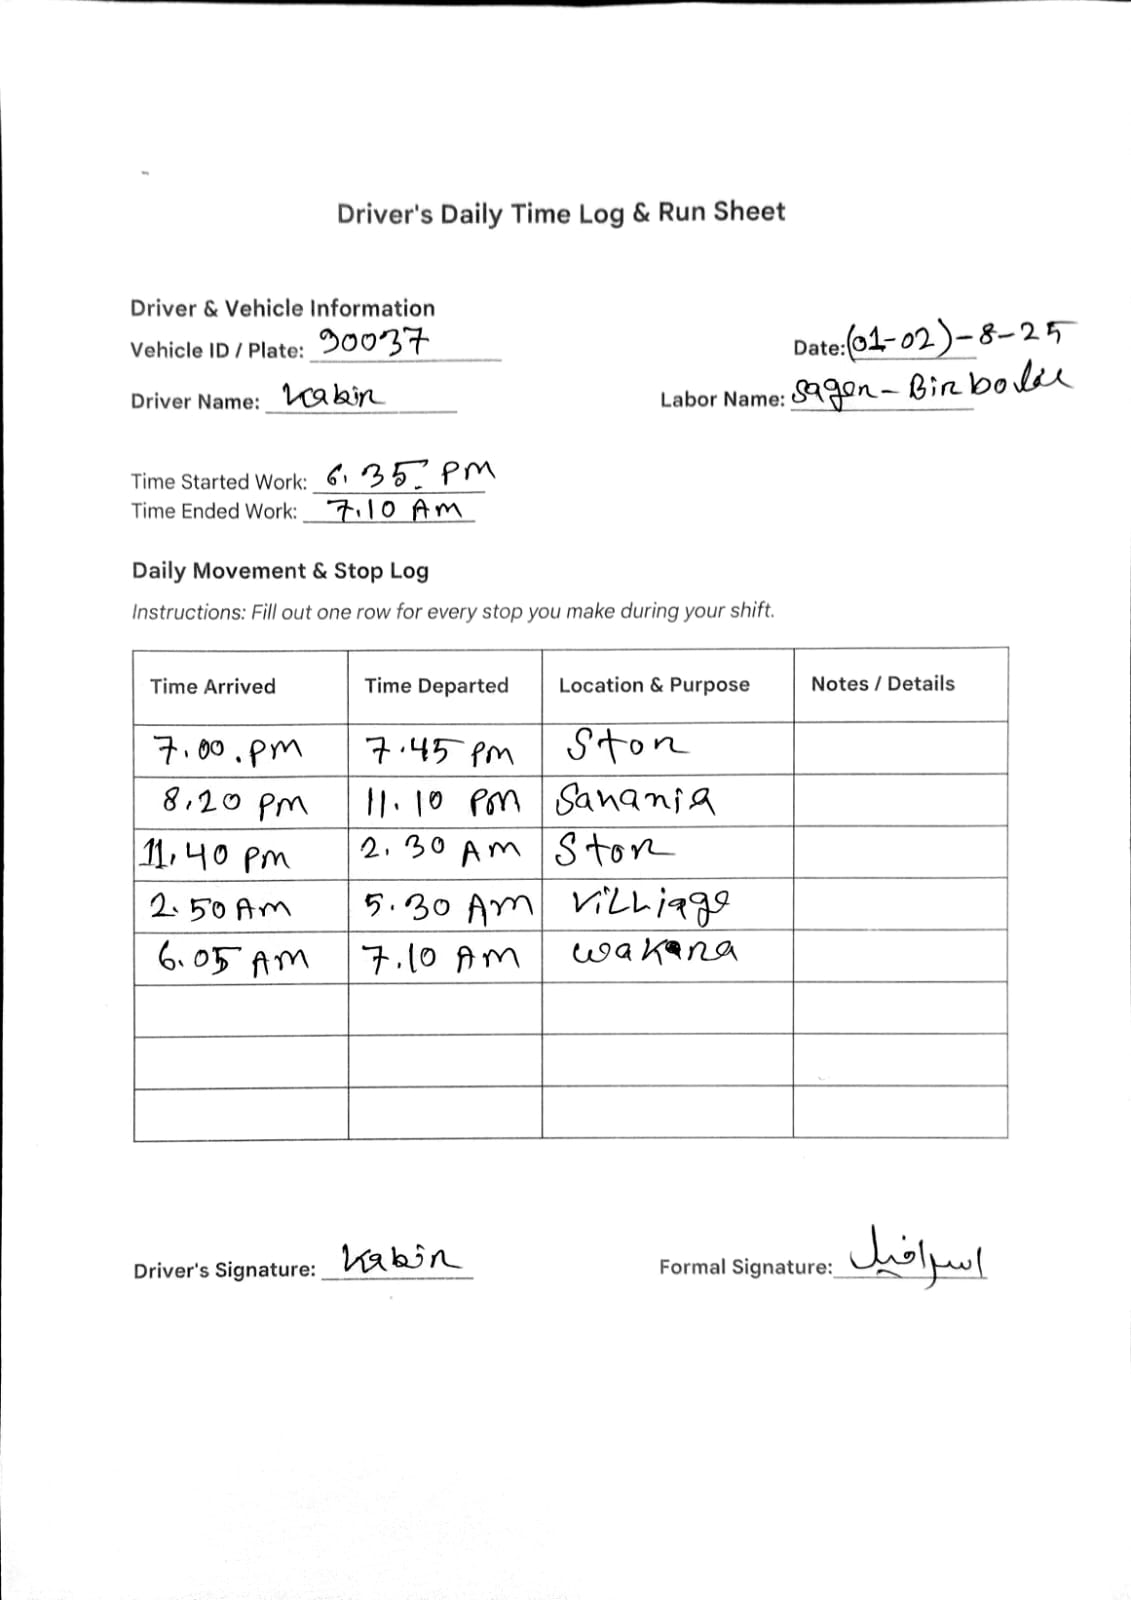 Driver's Daily Time Log & Run Sheet
Driver & Vehicle Information
Vehicle ID / Plate: 90037
Date: (01-02)-8-25
Driver Name: Kabin
Labor Name: Sagon - Bin
Time Started Work: 6.35 PM
Time Ended Work: 7.10 AM
Daily Movement & Stop Log
Instructions: Fill out one row for every stop you make during your shift.
Time Arrived Time Departed Location & Purpose Notes / Details
7.00.pm 7.45 pm Ston
8.20 pm 11.10 pm Sanania
11.40 pm 2.30 AM Ston
2.50 AM 5.30 AM Villiage
6.05 AM 7.10 AM wakana
Driver's Signature: Kabin
Formal Signature: اسرافيل